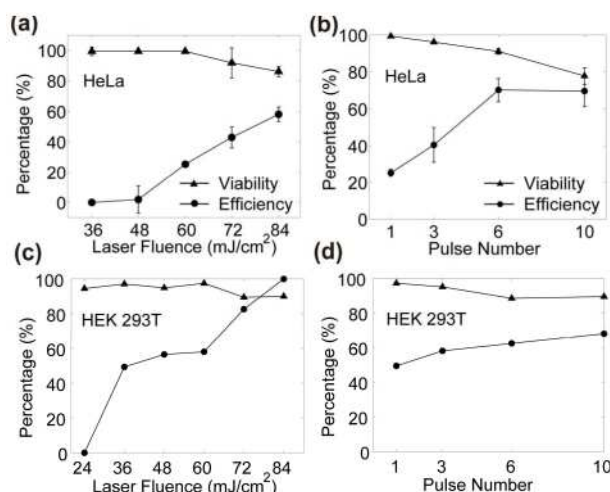 (a)
100
80
60
40
20
0
Percentage (%)
HeLa
Viability
Efficiency
36 48 60 72 84
Laser Fluence (mJ/cm²)
(b)
100
80
60
40
20
0
Percentage (%)
HeLa
Viability
Efficiency
1 3 6 10
Pulse Number
(c)
100
80
60
40
20
0
Percentage (%)
HEK 293T
24 36 48 60 72 84
Laser Fluence (mJ/cm²)
(d)
100
80
60
40
20
0
Percentage (%)
HEK 293T
1 3 6 10
Pulse Number